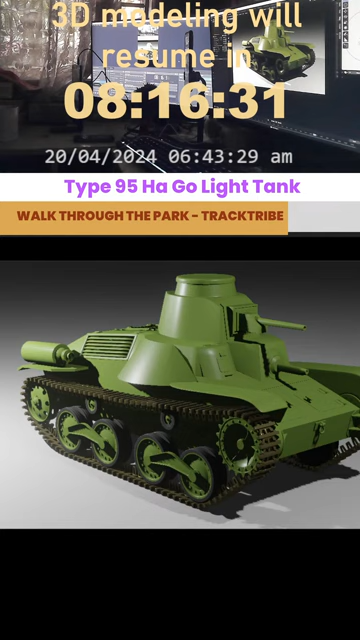 3D modeling will
resume in
08:16:31
20/04/2024 06:43:29 am
Type 95 Ha Go Light Tank
WALK THROUGH THE PARK - TRACKTRIBE